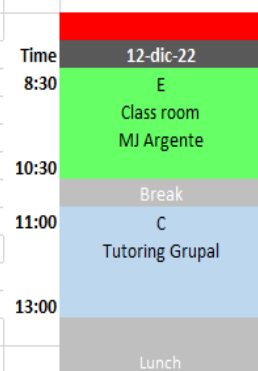 Time 12-dic-22
8:30 E
Class room
MJ Argente
10:30
Break
11:00 C
Tutoring Grupal
13:00
Lunch